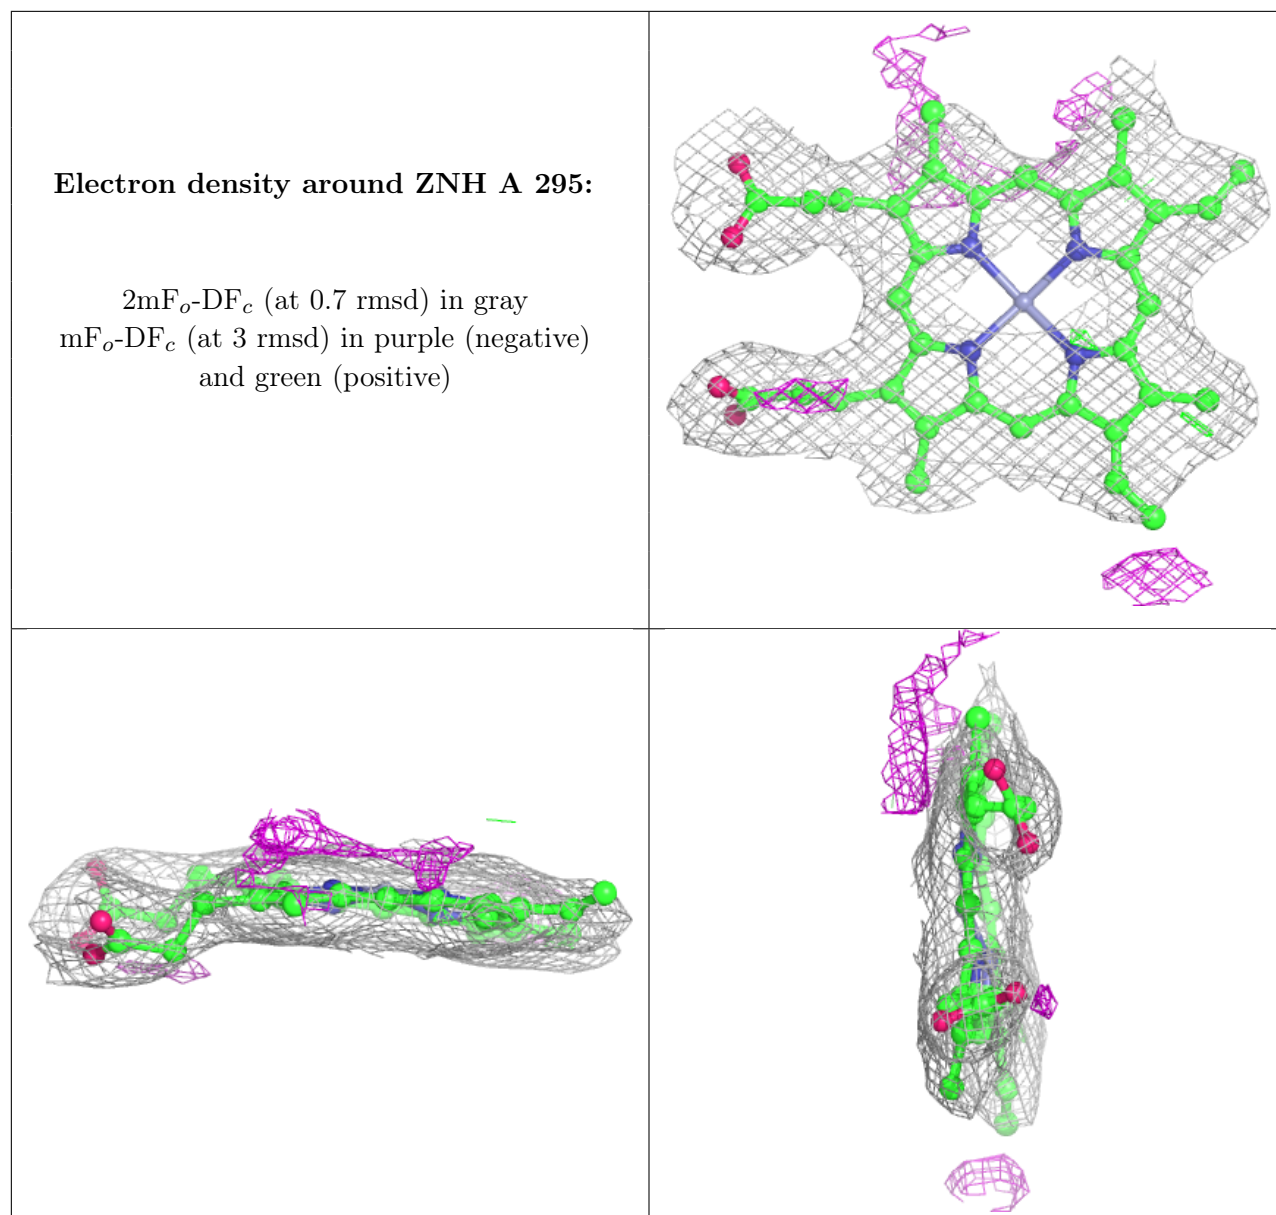 Electron density around ZNH A 295:
2mFo-DFc (at 0.7 rmsd) in gray
mFo-DFc (at 3 rmsd) in purple (negative)
and green (positive)